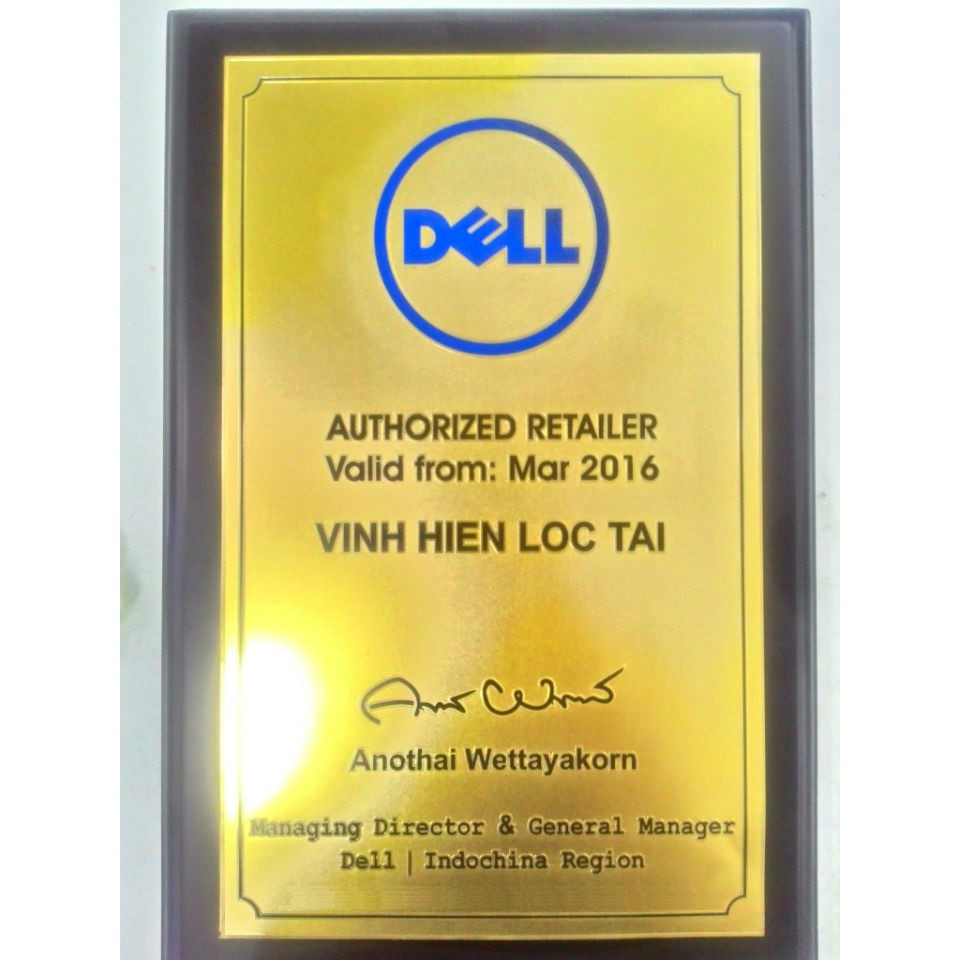 DELL
AUTHORIZED RETAILER
Valid from: Mar 2016
VINH HIEN LOC TAI
Anothai Wettayakorn
Managing Director & General Manager
Dell | Indochina Region